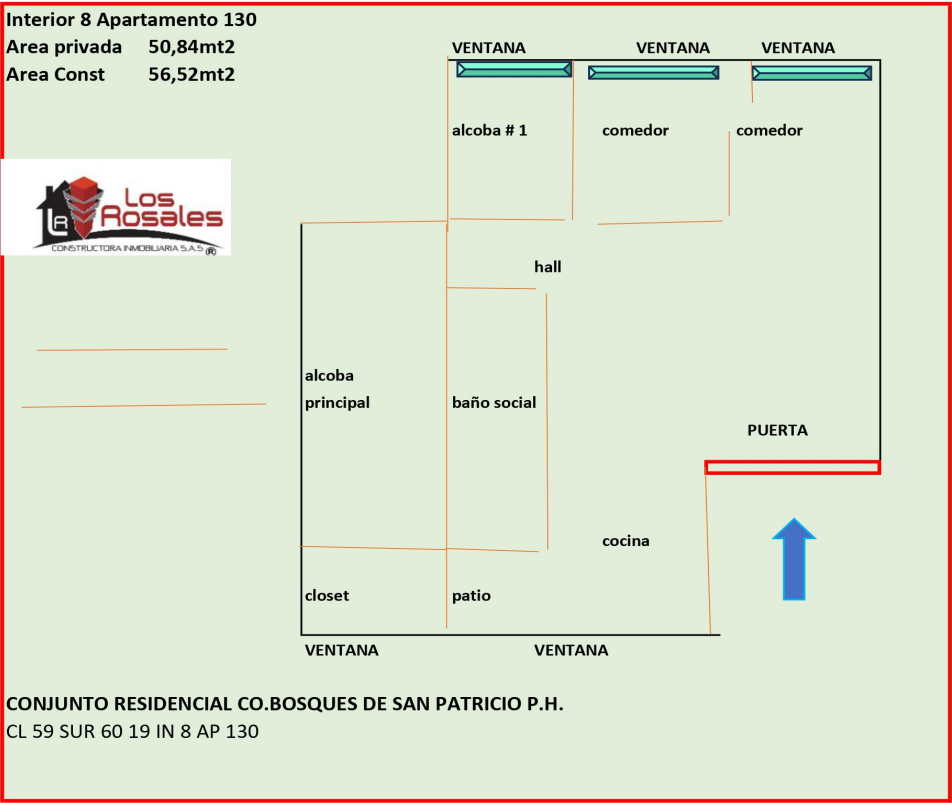 Interior 8 Apartamento 130
Area privada 50,84mt2
Area Const 56,52mt2
VENTANA VENTANA VENTANA
alcoba # 1 comedor comedor
LR
Los
Rosales
CONSTRUCTORA INMOBILIARIA S.A.S ®
hall
alcoba
principal baño social
PUERTA
cocina
closet patio
VENTANA VENTANA
CONJUNTO RESIDENCIAL CO.BOSQUES DE SAN PATRICIO P.H.
CL 59 SUR 60 19 IN 8 AP 130